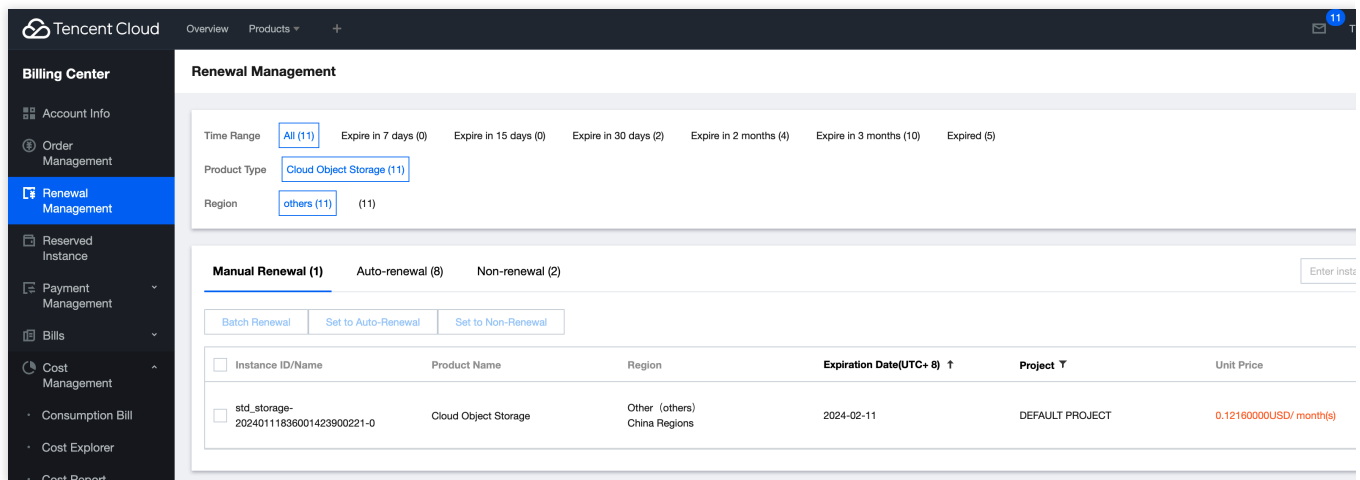 Tencent Cloud Overview Products + 11
Billing Center
Account Info
Order
Management
Renewal
Management
Reserved
Instance
Payment
Management
Bills
Cost
Management
Consumption Bill
Cost Explorer
Cost Report
Renewal Management
Time Range All (11) Expire in 7 days (0) Expire in 15 days (0) Expire in 30 days (2) Expire in 2 months (4) Expire in 3 months (10) Expired (5)
Product Type Cloud Object Storage (11)
Region others (11) (11)
Manual Renewal (1) Auto-renewal (8) Non-renewal (2) Enter insta
Batch Renewal Set to Auto-Renewal Set to Non-Renewal
Instance ID/Name Product Name Region Expiration Date(UTC+ 8) ↑ Project Unit Price
std_storage-
20240111836001423900221-0 Cloud Object Storage Other（others）
China Regions 2024-02-11 DEFAULT PROJECT 0.12160000USD/ month(s)